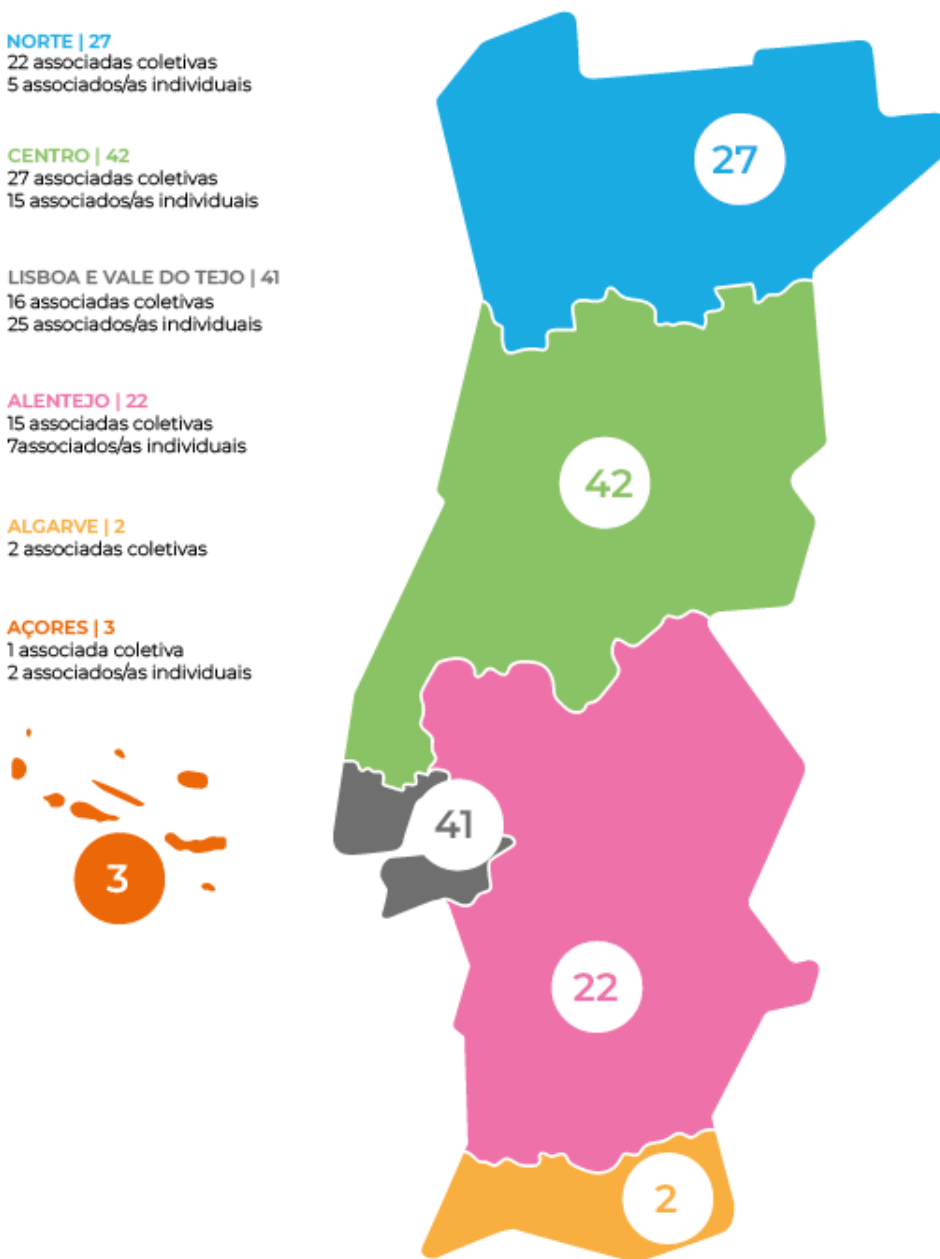 NORTE | 27
22 associadas coletivas
5 associados/as individuais
CENTRO | 42
27 associadas coletivas
15 associados/as individuais
LISBOA E VALE DO TEJO | 41
16 associadas coletivas
25 associados/as individuais
ALENTEJO | 22
15 associadas coletivas
7associados/as individuais
ALGARVE | 2
2 associadas coletivas
AÇORES | 3
1 associada coletiva
2 associados/as individuais
27
42
41
3
22
2